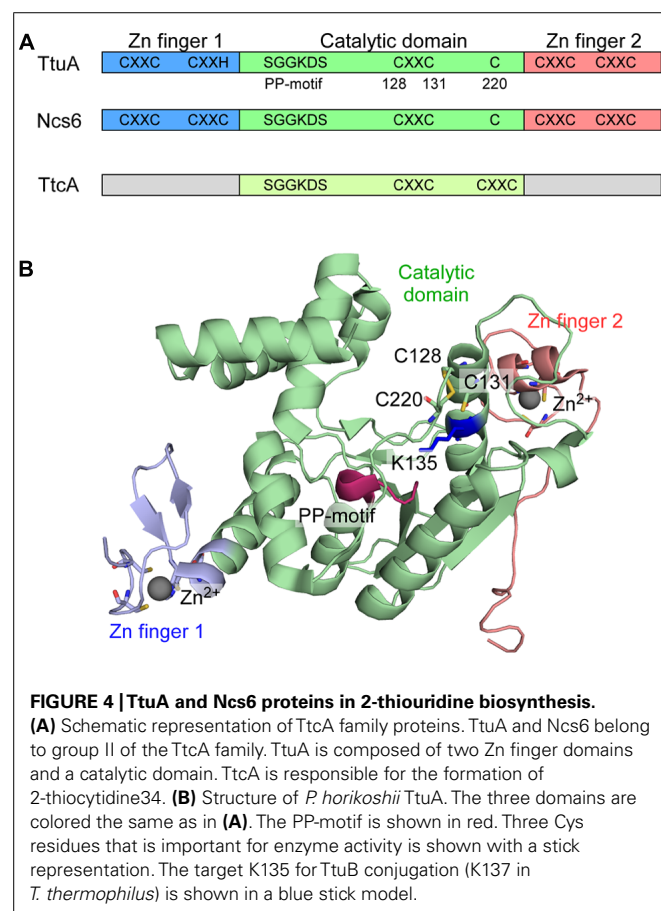 A
Zn finger 1 Catalytic domain Zn finger 2
TtuA CXXC CXXH SGGKDS CXXC C CXXC CXXC
PP-motif 128 131 220
Ncs6 CXXC CXXC SGGKDS CXXC C CXXC CXXC
TtcA SGGKDS CXXC CXXC
B
Catalytic
domain
Zn finger 2
C128
C131
C220
Zn2+
K135
PP-motif
Zn2+
Zn finger 1
FIGURE 4 | TtuA and Ncs6 proteins in 2-thiouridine biosynthesis.
(A) Schematic representation of TtcA family proteins. TtuA and Ncs6 belong
to group II of the TtcA family. TtuA is composed of two Zn finger domains
and a catalytic domain. TtcA is responsible for the formation of
2-thiocytidine34. (B) Structure of P. horikoshii TtuA. The three domains are
colored the same as in (A). The PP-motif is shown in red. Three Cys
residues that is important for enzyme activity is shown with a stick
representation. The target K135 for TtuB conjugation (K137 in
T. thermophilus) is shown in a blue stick model.